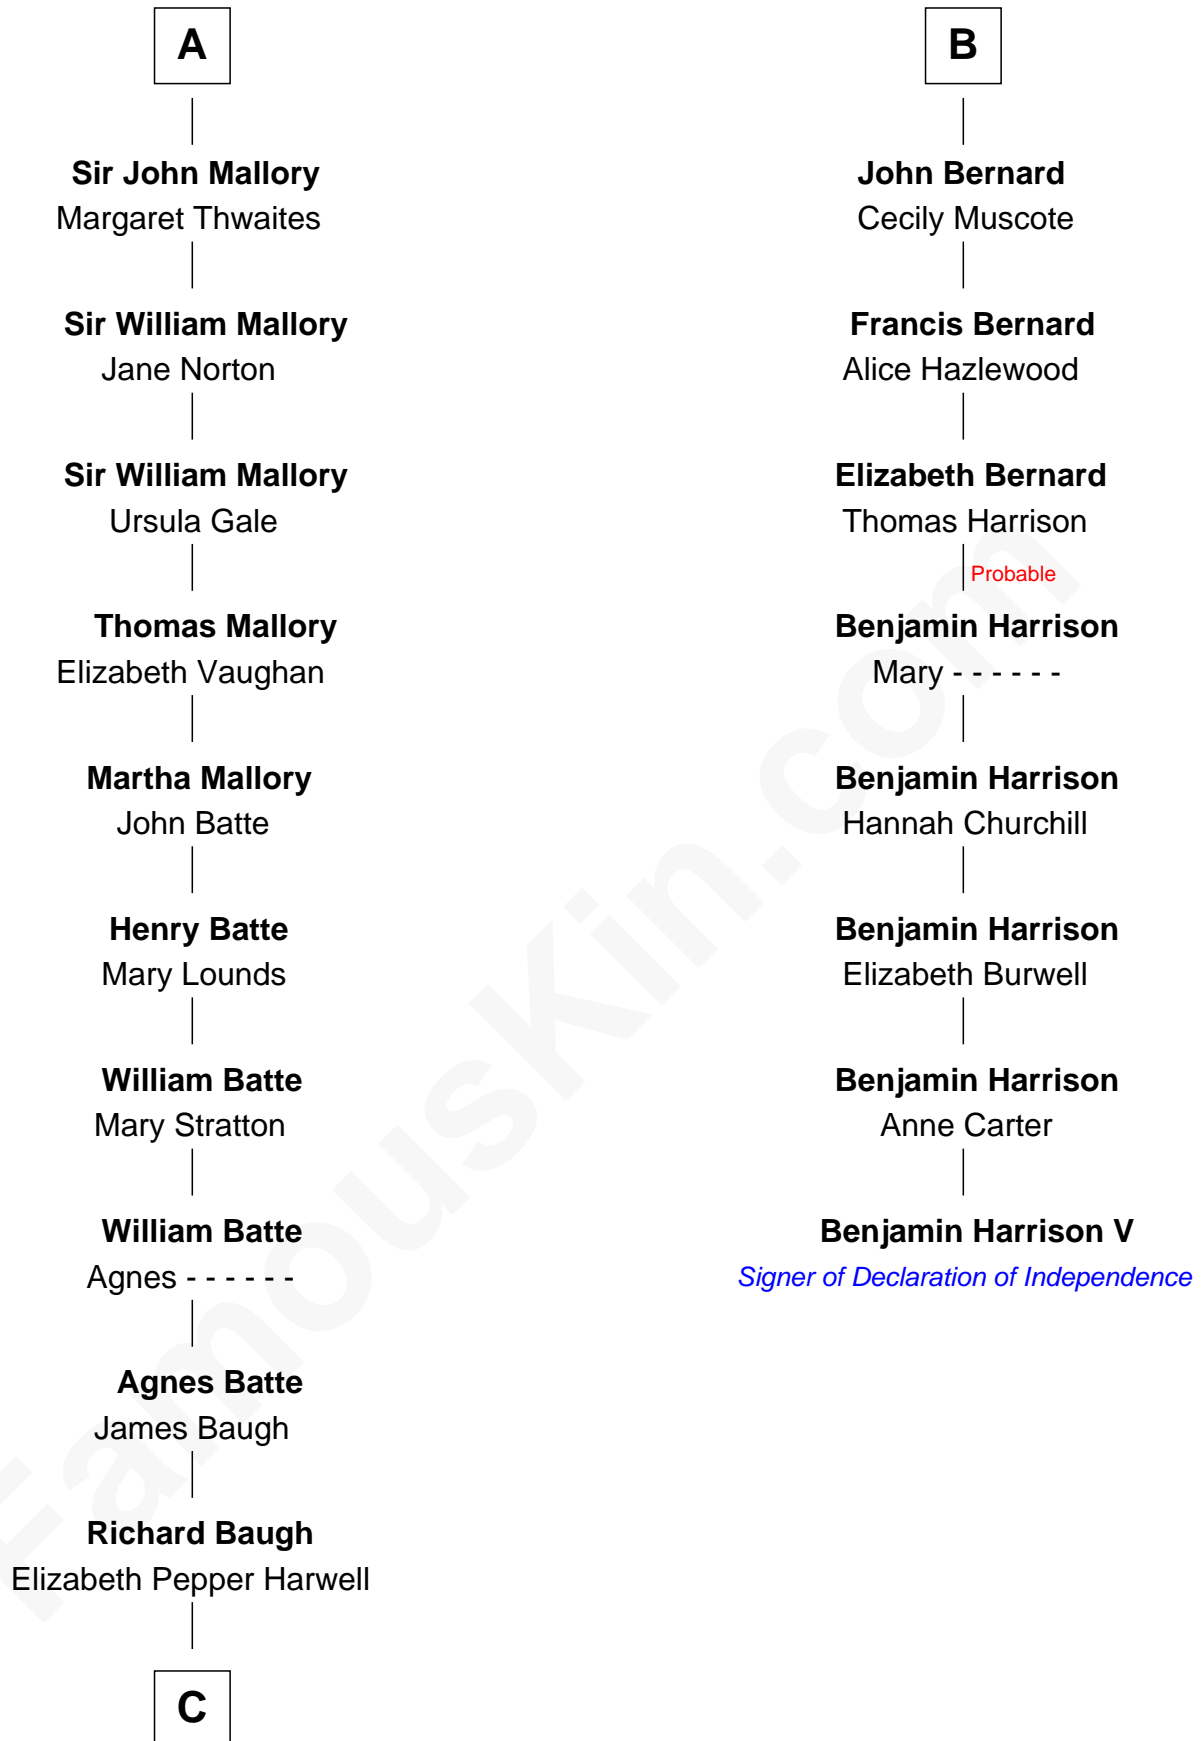 A
Sir John Mallory
Margaret Thwaites
Sir William Mallory
Jane Norton
Sir William Mallory
Ursula Gale
Thomas Mallory
Elizabeth Vaughan
Martha Mallory
John Batte
Henry Batte
Mary Lounds
William Batte
Mary Stratton
William Batte
Agnes - - - - - -
Agnes Batte
James Baugh
Richard Baugh
Elizabeth Pepper Harwell
C
B
John Bernard
Cecily Muscote
Francis Bernard
Alice Hazlewood
Elizabeth Bernard
Thomas Harrison
Probable
Benjamin Harrison
Mary - - - - - -
Benjamin Harrison
Hannah Churchill
Benjamin Harrison
Elizabeth Burwell
Benjamin Harrison
Anne Carter
Benjamin Harrison V
Signer of Declaration of Independence
FamousKin.com